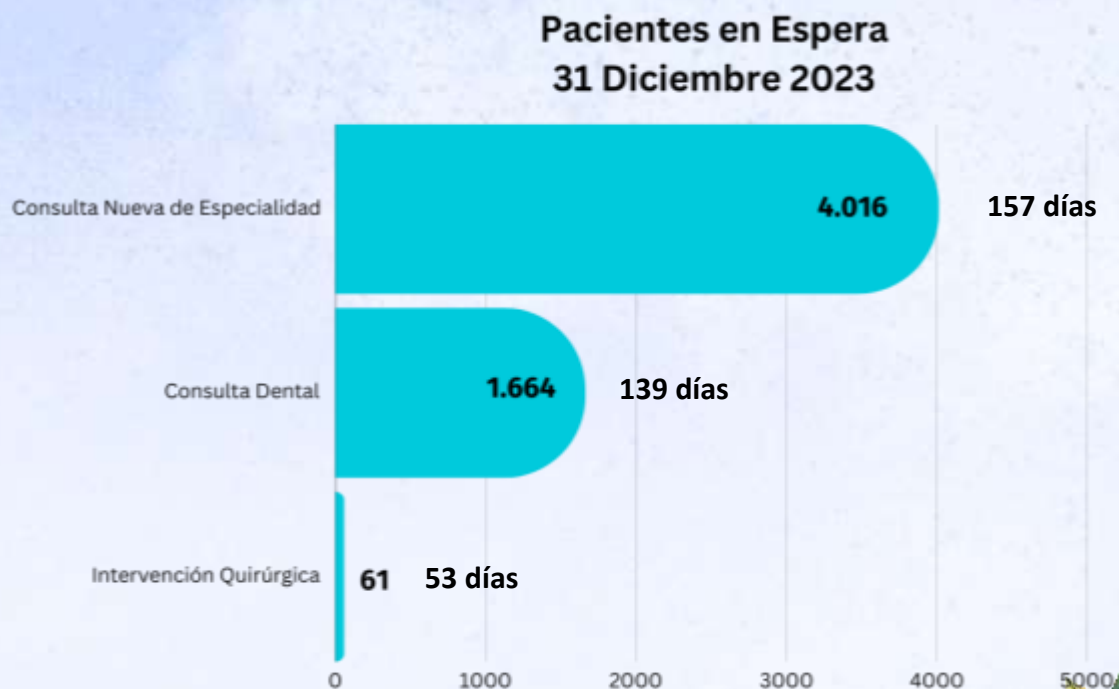 Pacientes en Espera
31 Diciembre 2023
Consulta Nueva de Especialidad 4.016 157 días
Consulta Dental 1.664 139 días
Intervención Quirúrgica 61 53 días
0 1000 2000 3000 4000 5000